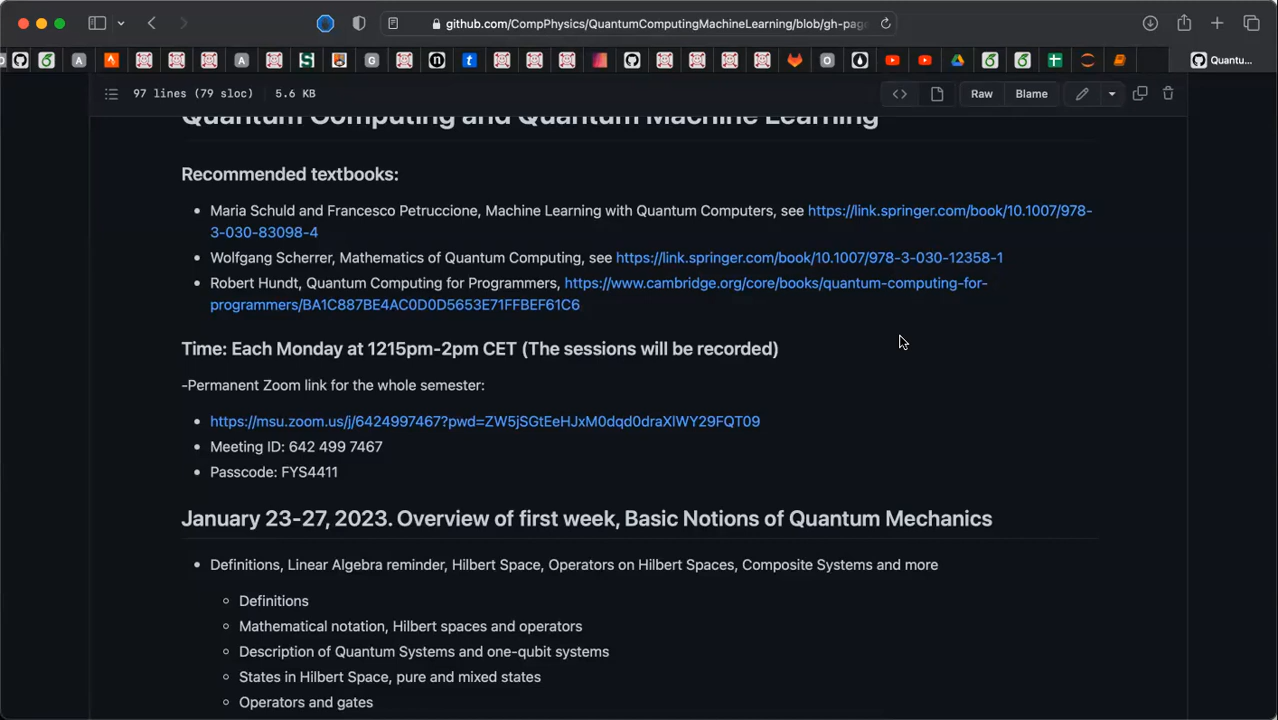 github.com/CompPhysics/QuantumComputingMachineLearning/blob/gh-page
Quantu...
97 lines (79 sloc) 5.6 KB
Raw Blame
Quantum Computing and Quantum Machine Learning
Recommended textbooks:
Maria Schuld and Francesco Petruccione, Machine Learning with Quantum Computers, see https://link.springer.com/book/10.1007/978-
3-030-83098-4
Wolfgang Scherrer, Mathematics of Quantum Computing, see https://link.springer.com/book/10.1007/978-3-030-12358-1
Robert Hundt, Quantum Computing for Programmers, https://www.cambridge.org/core/books/quantum-computing-for-
programmers/BA1C887BE4AC0D0D5653E71FFBEF61C6
Time: Each Monday at 1215pm-2pm CET (The sessions will be recorded)
-Permanent Zoom link for the whole semester:
https://msu.zoom.us/j/6424997467?pwd=ZW5jSGtEeHJxM0dqd0draXlWY29FQT09
Meeting ID: 642 499 7467
Passcode: FYS4411
January 23-27, 2023. Overview of first week, Basic Notions of Quantum Mechanics
Definitions, Linear Algebra reminder, Hilbert Space, Operators on Hilbert Spaces, Composite Systems and more
Definitions
Mathematical notation, Hilbert spaces and operators
Description of Quantum Systems and one-qubit systems
States in Hilbert Space, pure and mixed states
Operators and gates